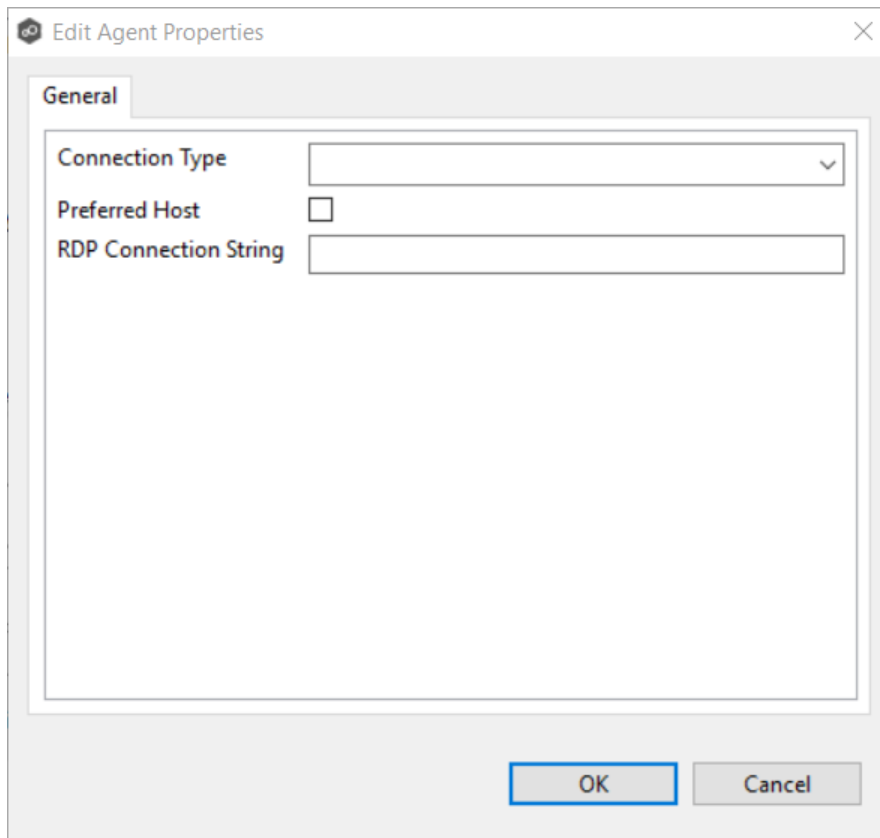 Edit Agent Properties
General
Connection Type
Preferred Host
RDP Connection String
OK Cancel